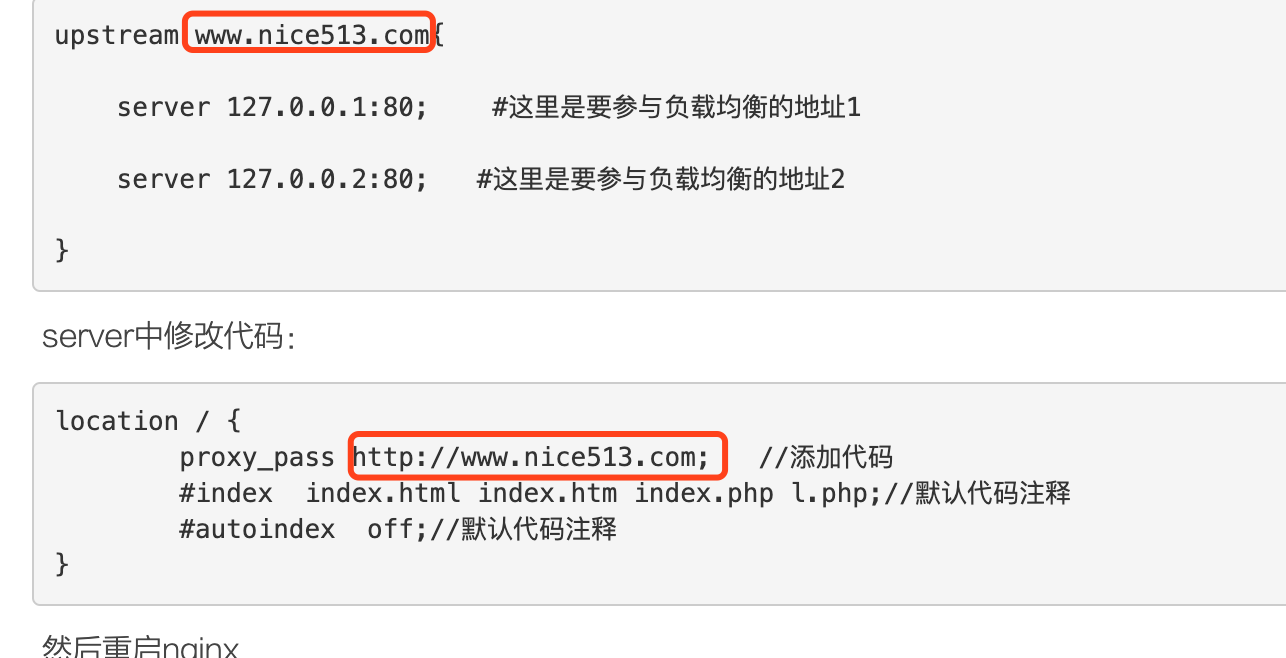 upstream www.nice513.com{
server 127.0.0.1:80;    #这里是要参与负载均衡的地址1
server 127.0.0.2:80;   #这里是要参与负载均衡的地址2
}
server中修改代码：
location / {
proxy_pass http://www.nice513.com;   //添加代码
#index  index.html index.htm index.php l.php;//默认代码注释
#autoindex  off;//默认代码注释
}
然后重启nginx